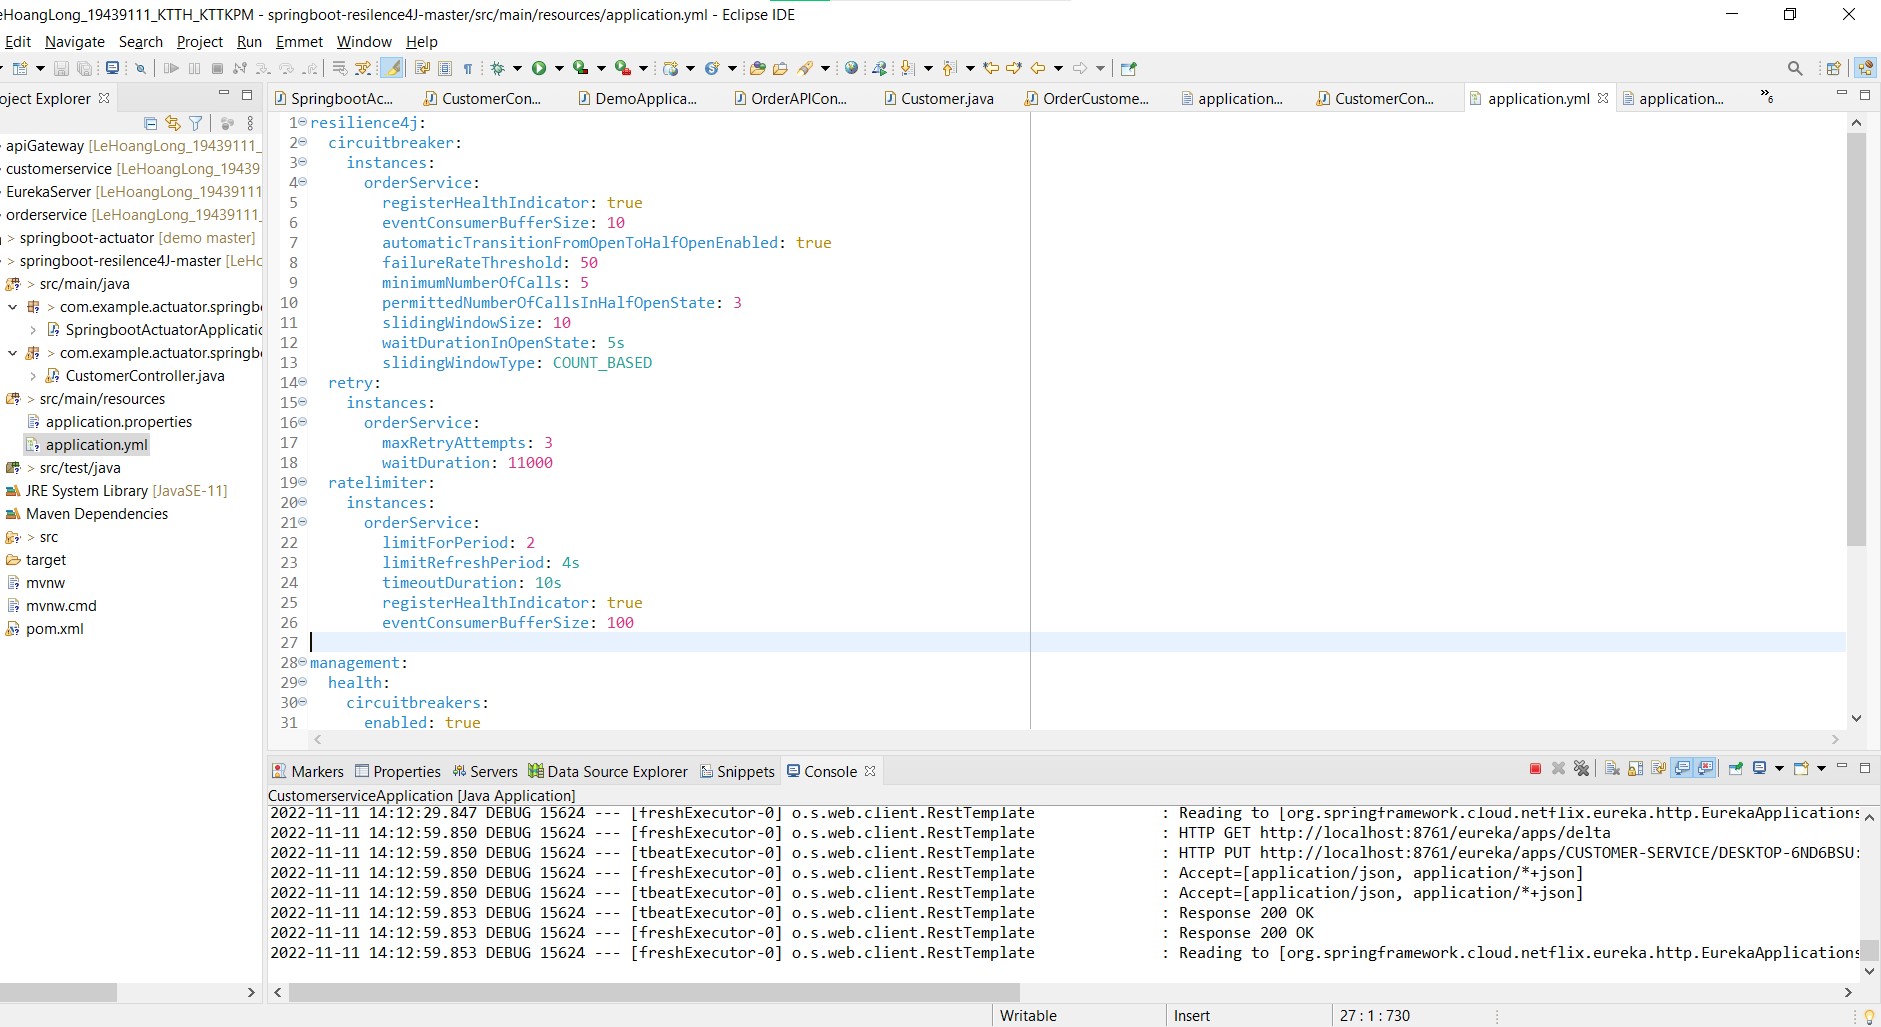 eHoangLong_19439111_KTTH_KTTKPM - springboot-resilence4J-master/src/main/resources/application.yml - Eclipse IDE
Edit Navigate Search Project Run Emmet Window Help
oject Explorer
SpringbootAc...
CustomerCon...
DemoApplica...
OrderAPICon...
Customer.java
OrderCustome...
application...
CustomerCon...
application.yml
application...
6
apiGateway [LeHoangLong_19439111_
customerservice [LeHoangLong_19439
EurekaServer [LeHoangLong_19439111
orderservice [LeHoangLong_19439111_
> springboot-actuator [demo master]
> springboot-resilence4J-master [LeHo
> src/main/java
> com.example.actuator.springb
SpringbootActuatorApplicatio
> com.example.actuator.springb
CustomerController.java
> src/main/resources
application.properties
application.yml
> src/test/java
JRE System Library [JavaSE-11]
Maven Dependencies
> src
target
mvnw
mvnw.cmd
pom.xml
1 resilience4j:
2 circuitbreaker:
3 instances:
4 orderService:
5 registerHealthIndicator: true
6 eventConsumerBufferSize: 10
7 automaticTransitionFromOpenToHalfOpenEnabled: true
8 failureRateThreshold: 50
9 minimumNumberOfCalls: 5
10 permittedNumberOfCallsInHalfOpenState: 3
11 slidingWindowSize: 10
12 waitDurationInOpenState: 5s
13 slidingWindowType: COUNT_BASED
14 retry:
15 instances:
16 orderService:
17 maxRetryAttempts: 3
18 waitDuration: 11000
19 ratelimiter:
20 instances:
21 orderService:
22 limitForPeriod: 2
23 limitRefreshPeriod: 4s
24 timeoutDuration: 10s
25 registerHealthIndicator: true
26 eventConsumerBufferSize: 100
27
28 management:
29 health:
30 circuitbreakers:
31 enabled: true
Markers Properties Servers Data Source Explorer Snippets Console
CustomerserviceApplication [Java Application]
2022-11-11 14:12:29.847 DEBUG 15624 --- [freshExecutor-0] o.s.web.client.RestTemplate : Reading to [org.springframework.cloud.netflix.eureka.http.EurekaApplications
2022-11-11 14:12:59.850 DEBUG 15624 --- [freshExecutor-0] o.s.web.client.RestTemplate : HTTP GET http://localhost:8761/eureka/apps/delta
2022-11-11 14:12:59.850 DEBUG 15624 --- [tbeatExecutor-0] o.s.web.client.RestTemplate : HTTP PUT http://localhost:8761/eureka/apps/CUSTOMER-SERVICE/DESKTOP-6ND6BSU:
2022-11-11 14:12:59.850 DEBUG 15624 --- [freshExecutor-0] o.s.web.client.RestTemplate : Accept=[application/json, application/*+json]
2022-11-11 14:12:59.850 DEBUG 15624 --- [tbeatExecutor-0] o.s.web.client.RestTemplate : Accept=[application/json, application/*+json]
2022-11-11 14:12:59.853 DEBUG 15624 --- [tbeatExecutor-0] o.s.web.client.RestTemplate : Response 200 OK
2022-11-11 14:12:59.853 DEBUG 15624 --- [freshExecutor-0] o.s.web.client.RestTemplate : Response 200 OK
2022-11-11 14:12:59.853 DEBUG 15624 --- [freshExecutor-0] o.s.web.client.RestTemplate : Reading to [org.springframework.cloud.netflix.eureka.http.EurekaApplications
Writable Insert 27 : 1 : 730